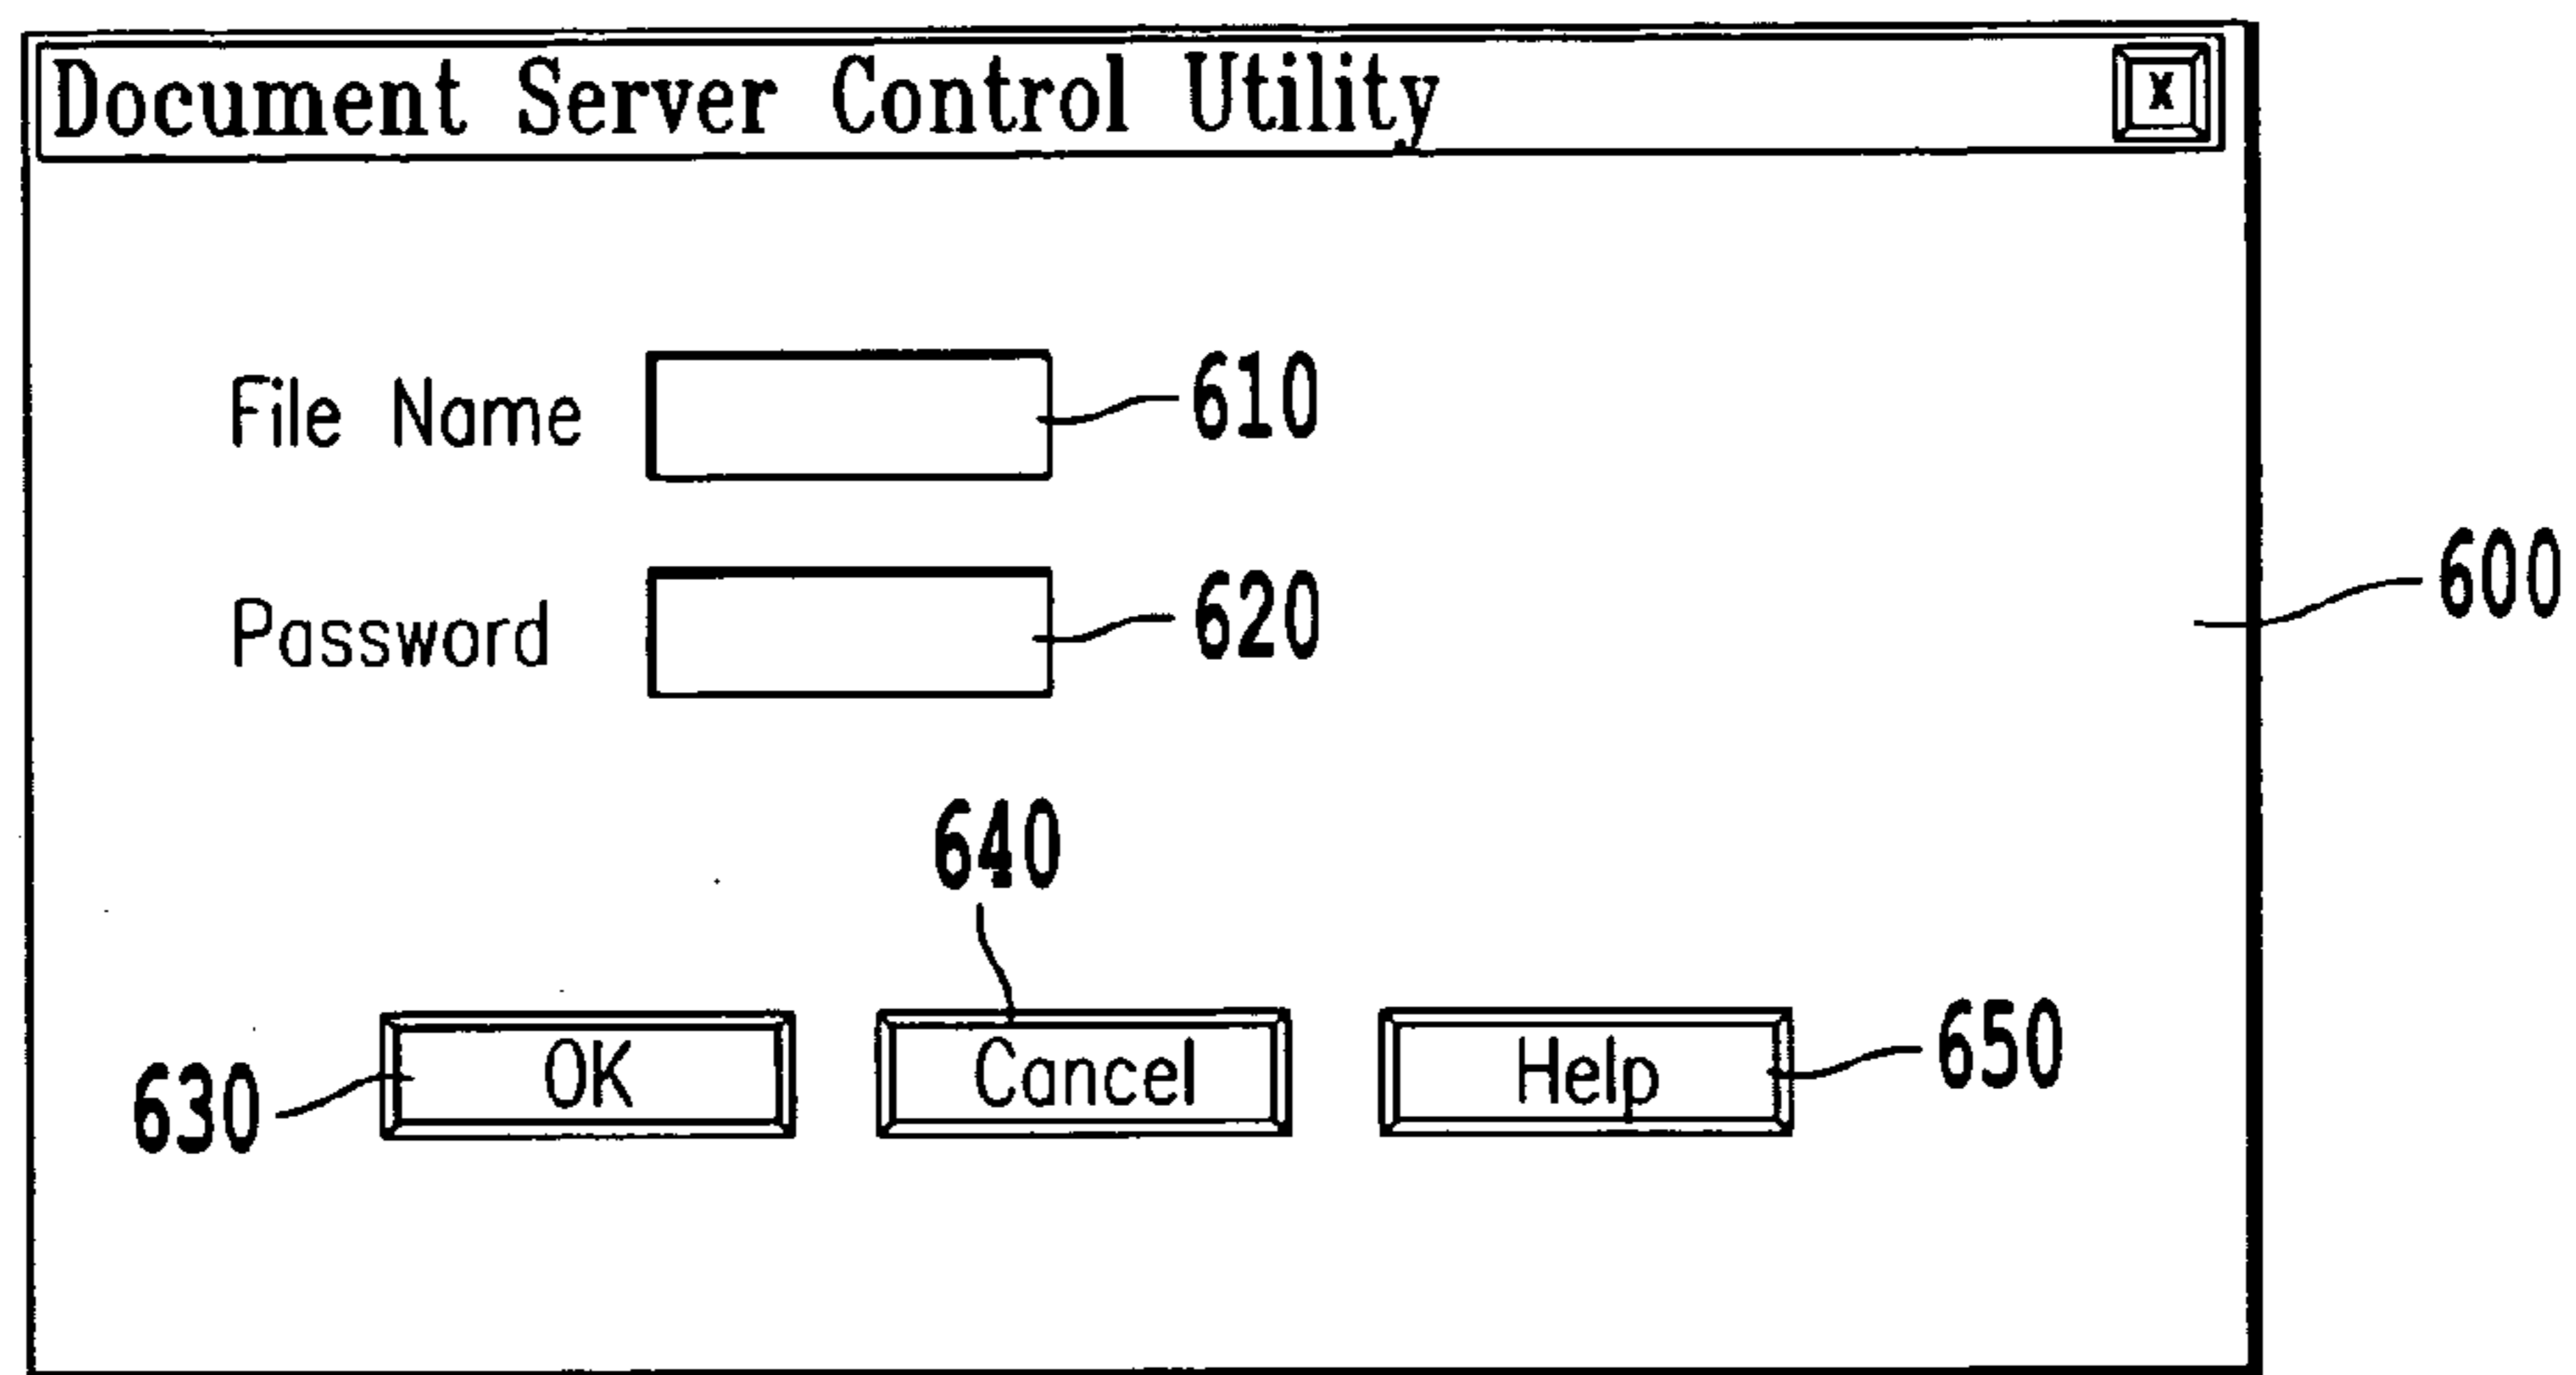 Document Server Control Utility X
File Name 610
Password 620
600
640
630 OK Cancel Help 650